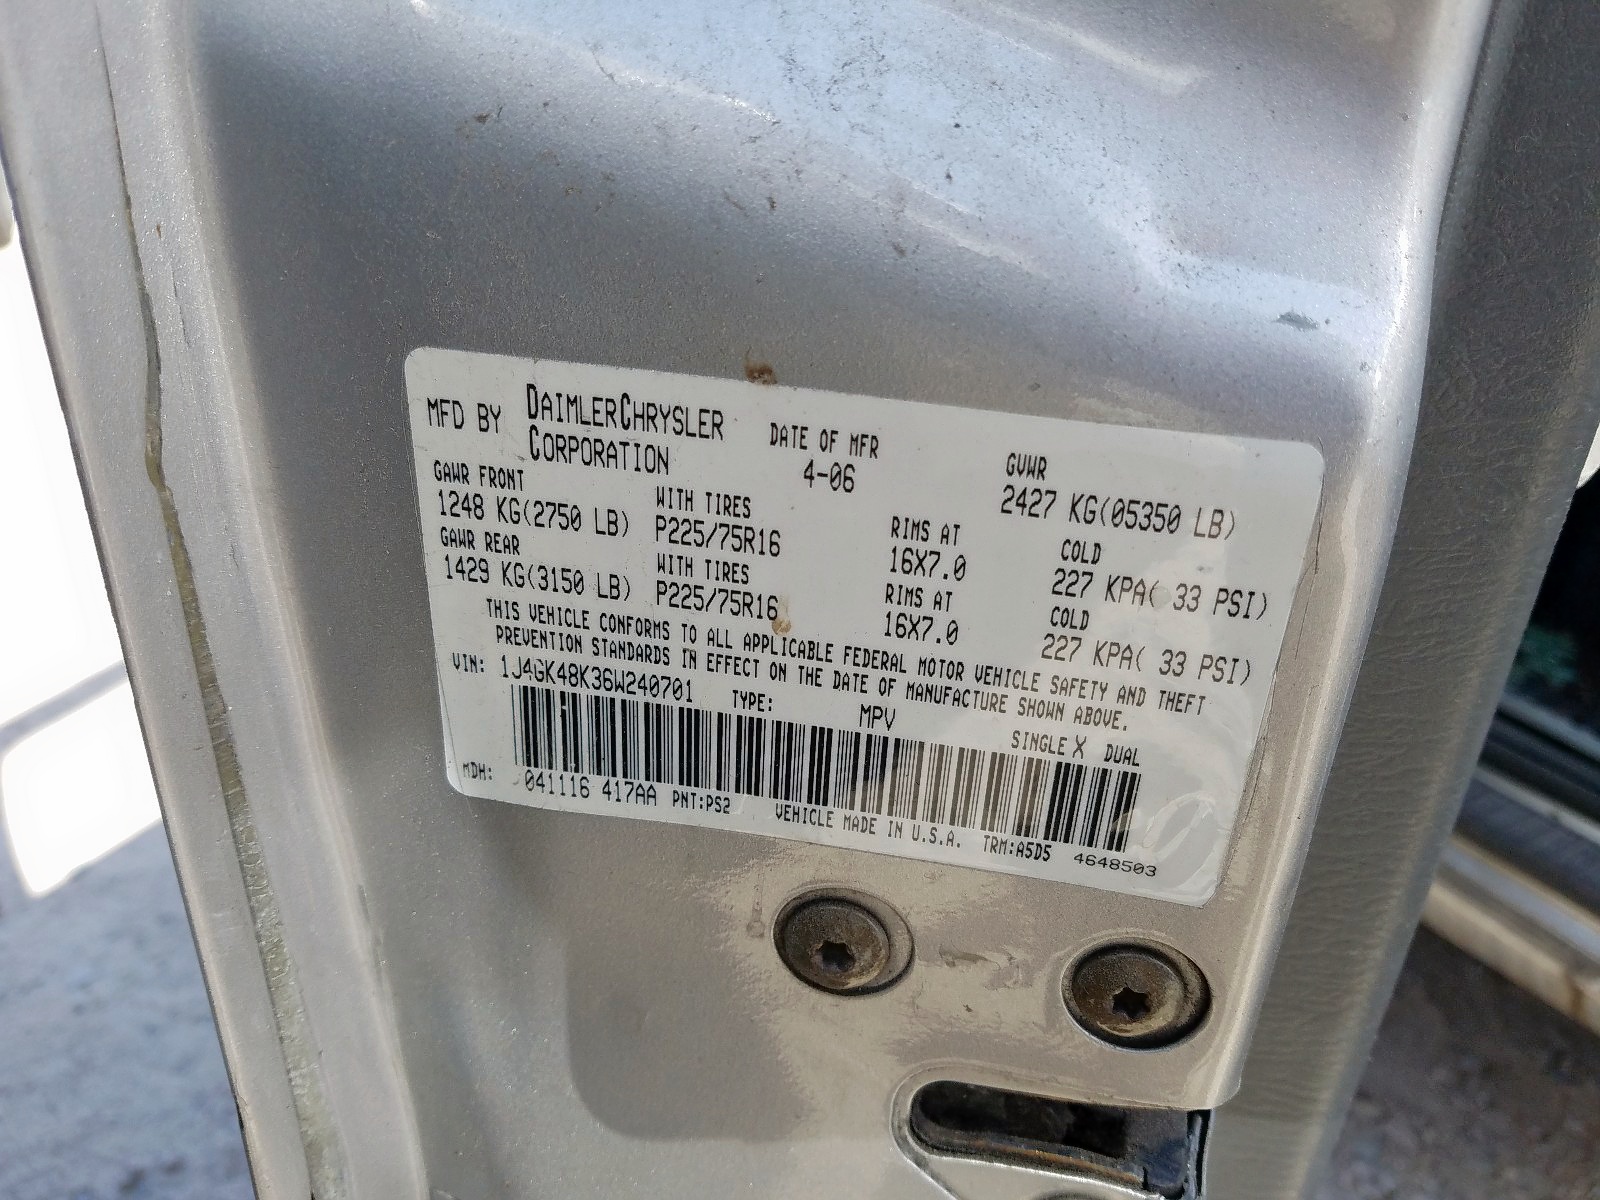 MFD BY DAIMLERCHRYSLER CORPORATION
DATE OF MFR
4-06
GVWR
2427 KG(05350 LB)
GAWR FRONT
1248 KG(2750 LB)
WITH TIRES
P225/75R16
RIMS AT
16X7.0
COLD
227 KPA( 33 PSI)
GAWR REAR
1429 KG(3150 LB)
WITH TIRES
P225/75R16
RIMS AT
16X7.0
COLD
227 KPA( 33 PSI)
THIS VEHICLE CONFORMS TO ALL APPLICABLE FEDERAL MOTOR VEHICLE SAFETY AND THEFT
PREVENTION STANDARDS IN EFFECT ON THE DATE OF MANUFACTURE SHOWN ABOVE.
VIN: 1J4GK48K36W240701 TYPE: MPV
SINGLE X DUAL
MDH: 041116 417AA PNT:PS2 VEHICLE MADE IN U.S.A. TRM:A5D5 4648503